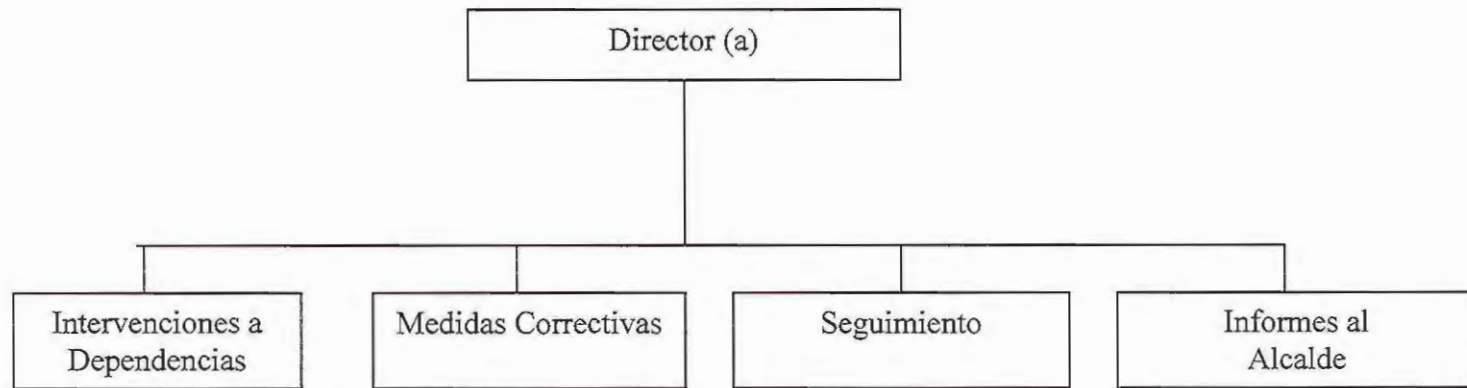 Director (a)
Intervenciones a
Dependencias
Medidas Correctivas
Seguimiento
Informes al
Alcalde